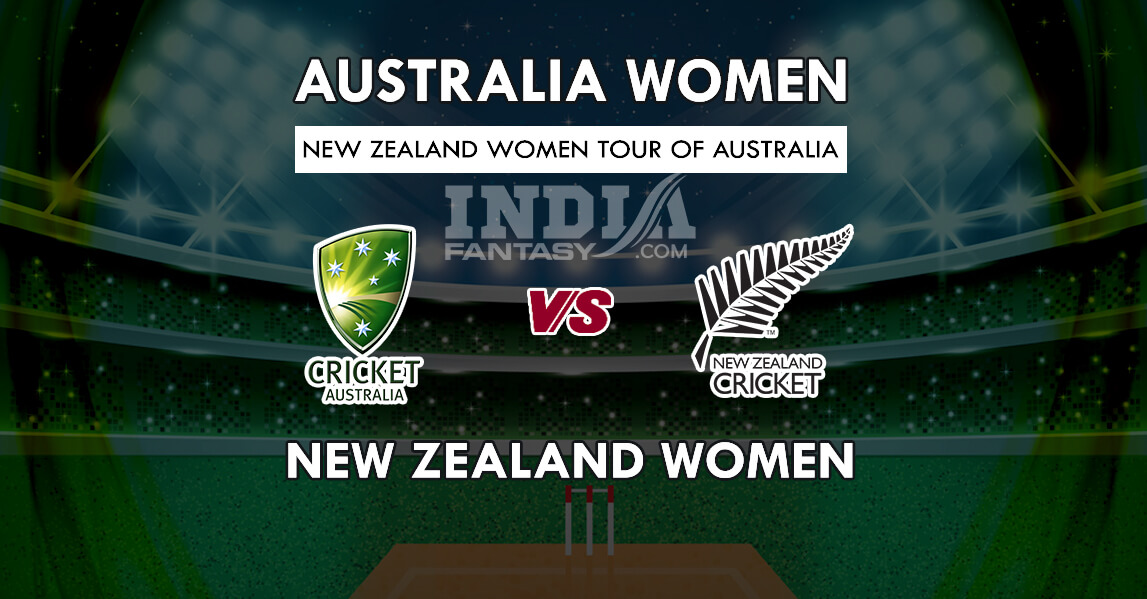 AUSTRALIA WOMEN
NEW ZEALAND WOMEN TOUR OF AUSTRALIA
INDIA
FANTASY .COM
VS
CRICKET
AUSTRALIA
TM
NEW ZEALAND
CRICKET
NEW ZEALAND WOMEN